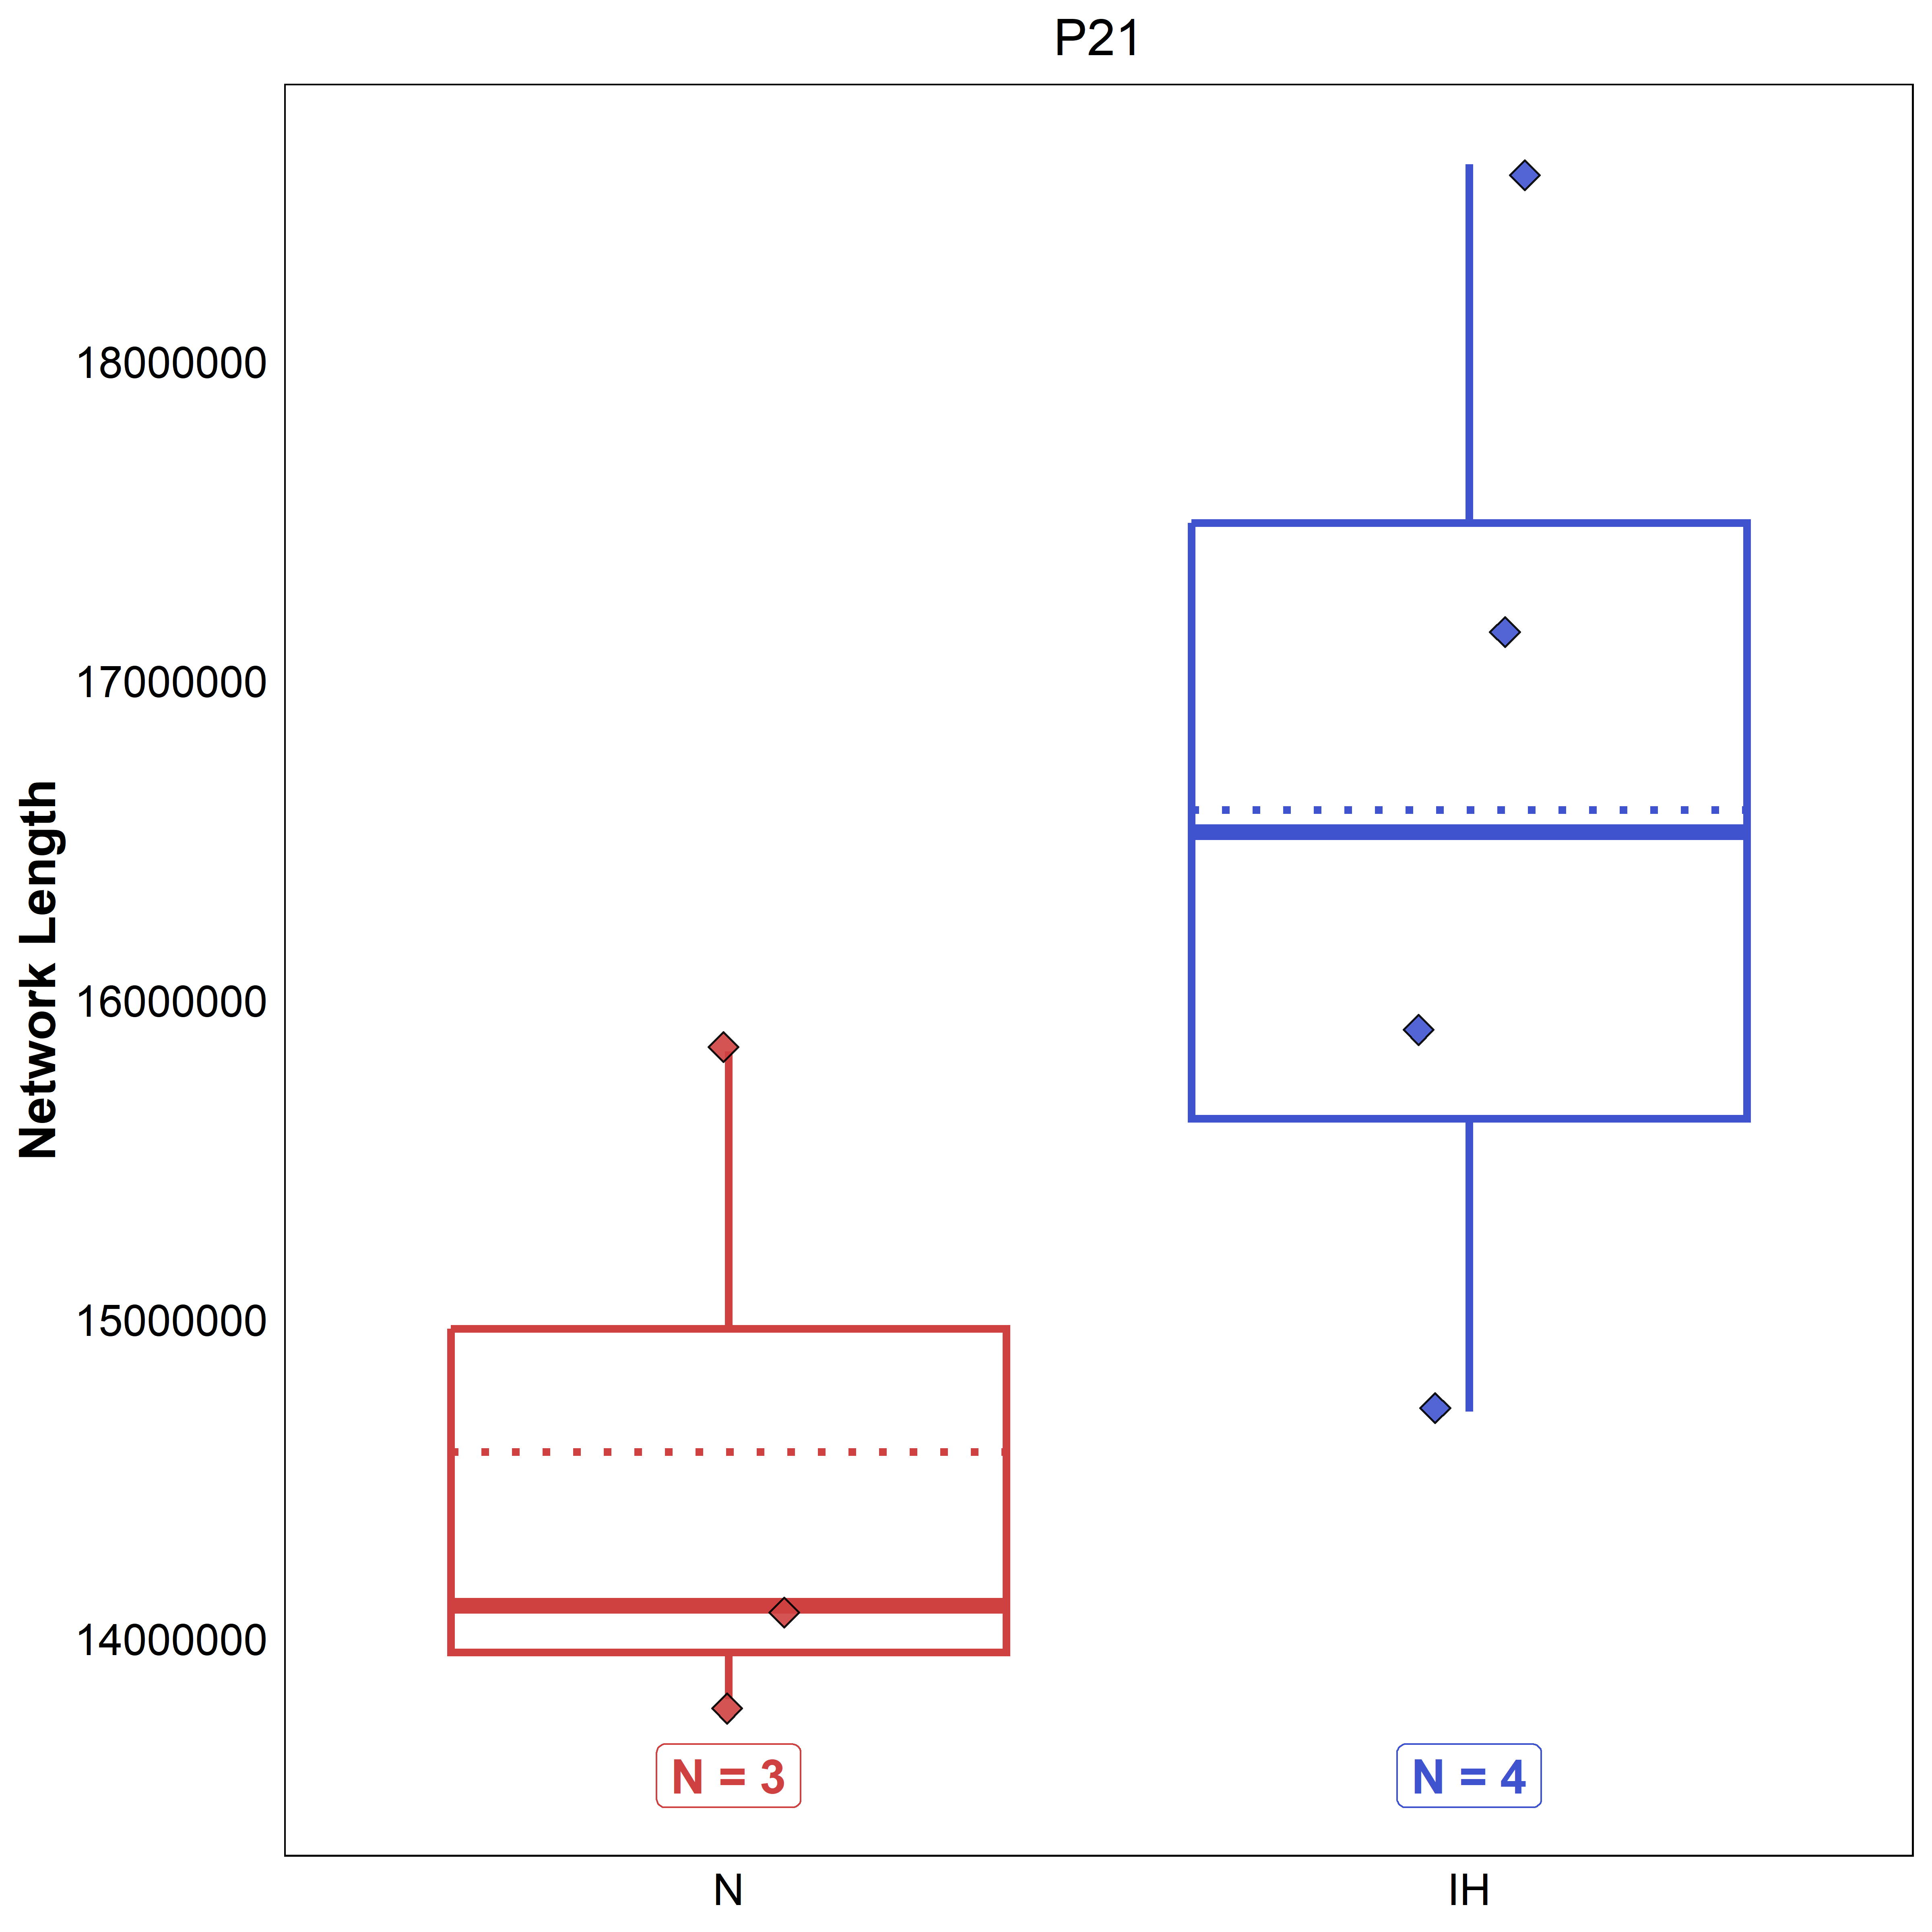 P21
Network Length
18000000
17000000
16000000
15000000
14000000
N = 3
N = 4
N
IH